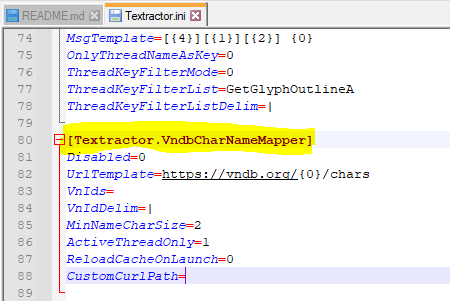 README.md Textractor.ini
74 MsgTemplate=[{4}][{1}][{2}] {0}
75 OnlyThreadNameAsKey=0
76 ThreadKeyFilterMode=0
77 ThreadKeyFilterList=GetGlyphOutlineA
78 ThreadKeyFilterListDelim=|
79
80 [Textractor.VndbCharNameMapper]
81 Disabled=0
82 UrlTemplate=https://vndb.org/{0}/chars
83 VnIds=
84 VnIdDelim=|
85 MinNameCharSize=2
86 ActiveThreadOnly=1
87 ReloadCacheOnLaunch=0
88 CustomCurlPath=
89